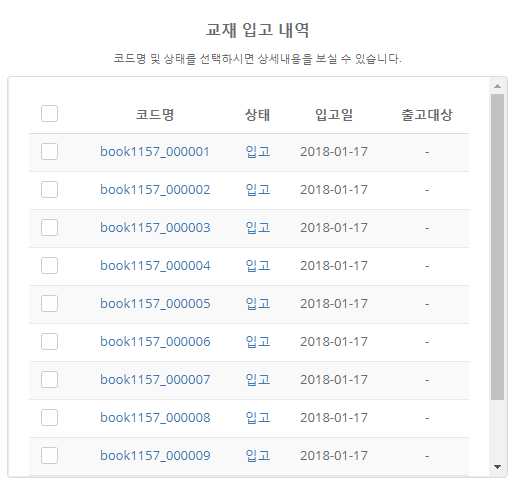 교재 입고 내역
코드명 및 상태를 선택하시면 상세내용을 보실 수 있습니다.
코드명 상태 입고일 출고대상
book1157_000001 입고 2018-01-17 -
book1157_000002 입고 2018-01-17 -
book1157_000003 입고 2018-01-17 -
book1157_000004 입고 2018-01-17 -
book1157_000005 입고 2018-01-17 -
book1157_000006 입고 2018-01-17 -
book1157_000007 입고 2018-01-17 -
book1157_000008 입고 2018-01-17 -
book1157_000009 입고 2018-01-17 -